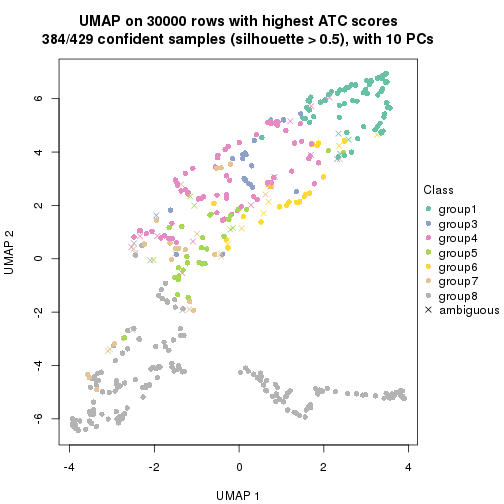 UMAP on 30000 rows with highest ATC scores
384/429 confident samples (silhouette > 0.5), with 10 PCs
6
4
2
0
-2
-4
-6
UMAP 2
-4
-2
0
2
4
UMAP 1
Class
group1
group3
group4
group5
group6
group7
group8
ambiguous